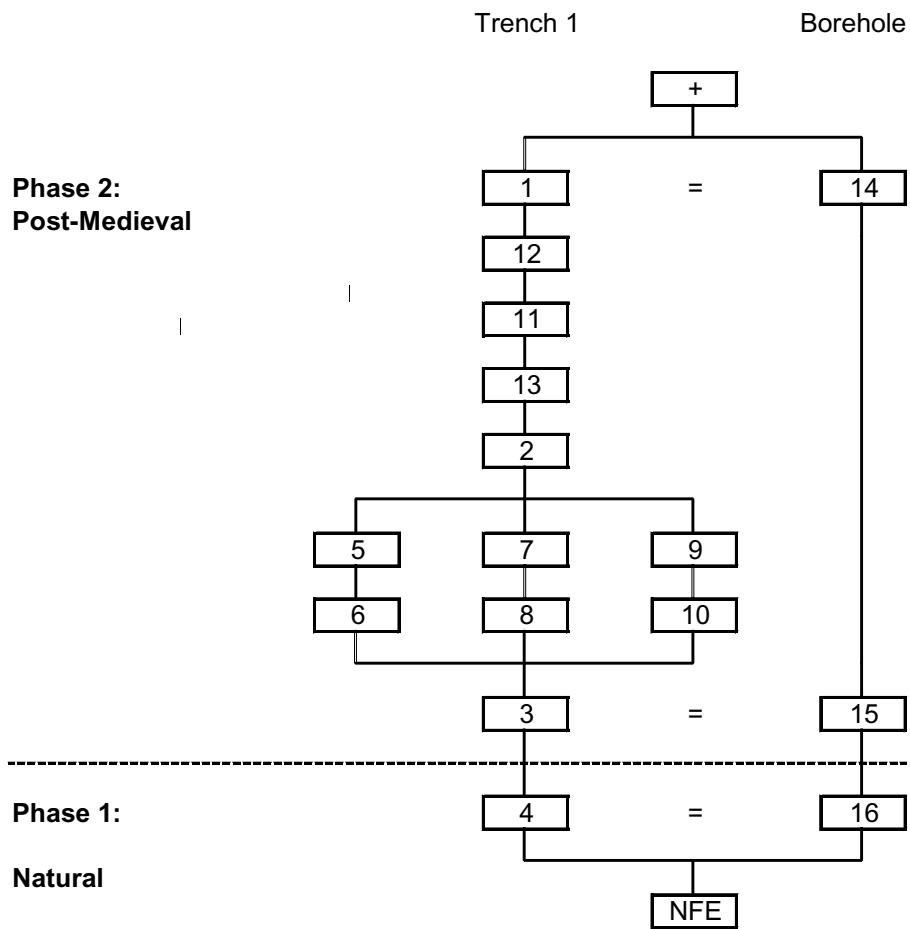 Trench 1 Borehole
+
Phase 2: 1 = 14
Post-Medieval
12
11
13
2
5 7 9
6 8 10
3 = 15
Phase 1: 4 = 16
Natural
NFE